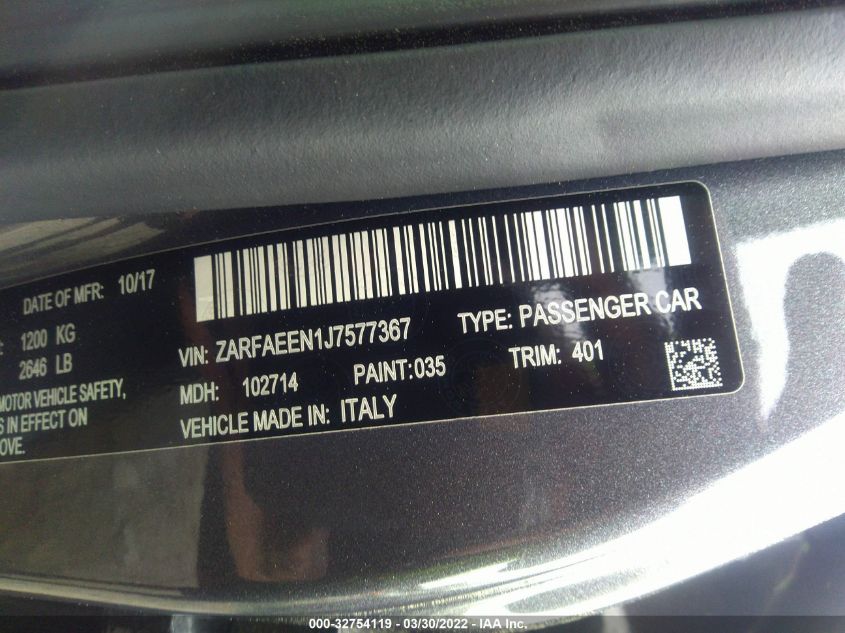 DATE OF MFR: 10/17
1200 KG
2646 LB
MOTOR VEHICLE SAFETY,
S IN EFFECT ON
OVE.
VIN: ZARFAEEN1J7577367 TYPE: PASSENGER CAR
MDH: 102714 PAINT:035 TRIM: 401
VEHICLE MADE IN: ITALY
000-32754119 - 03/30/2022 - IAA Inc.